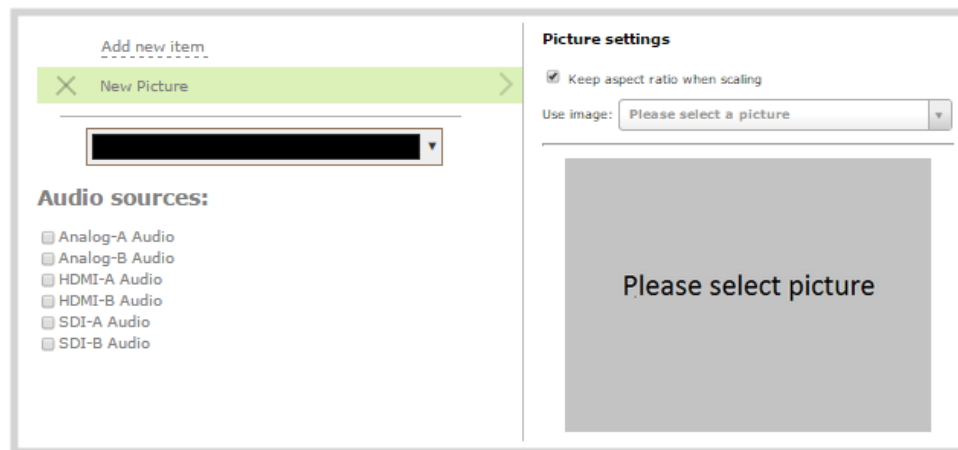 Add new item
New Picture
Audio sources:
Analog-A Audio
Analog-B Audio
HDMI-A Audio
HDMI-B Audio
SDI-A Audio
SDI-B Audio
Picture settings
Keep aspect ratio when scaling
Use image: Please select a picture
Please select picture